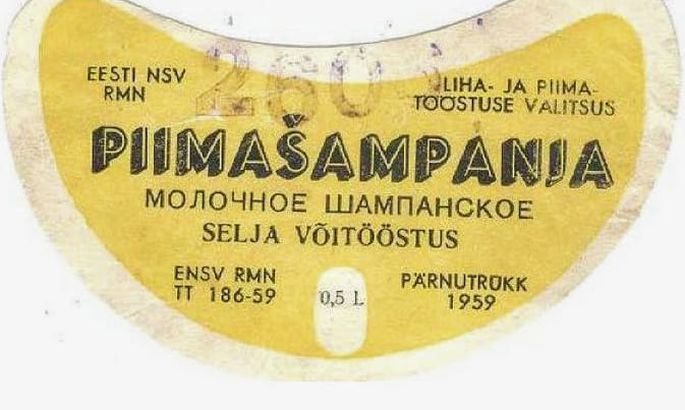 EESTI NSV
RMN
LIHA- JA PIIMA-
TÖÖSTUSE VALITSUS
PIIMAŠAMPANJA
МОЛОЧНОЕ ШАМПАНСКОЕ
SELJA VÕITÖÖSTUS
ENSV RMN
TT 186-59
0,5 L
PÄRNUTRÜKK
1959